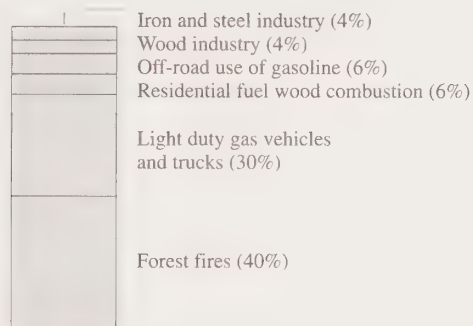 Iron and steel industry (4%)
Wood industry (4%)
Off-road use of gasoline (6%)
Residential fuel wood combustion (6%)
Light duty gas vehicles
and trucks (30%)
Forest fires (40%)